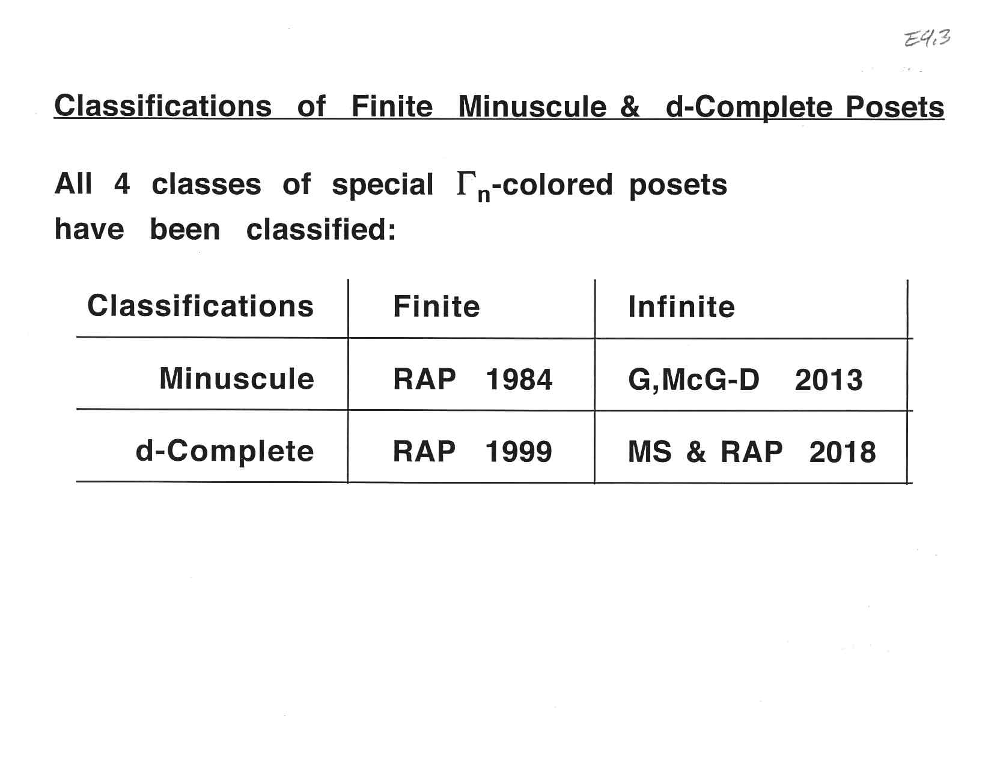 E4.3
Classifications of Finite Minuscule & d-Complete Posets
All 4 classes of special Γn-colored posets
have been classified:
Classifications Finite Infinite
Minuscule RAP 1984 G,McG-D 2013
d-Complete RAP 1999 MS & RAP 2018